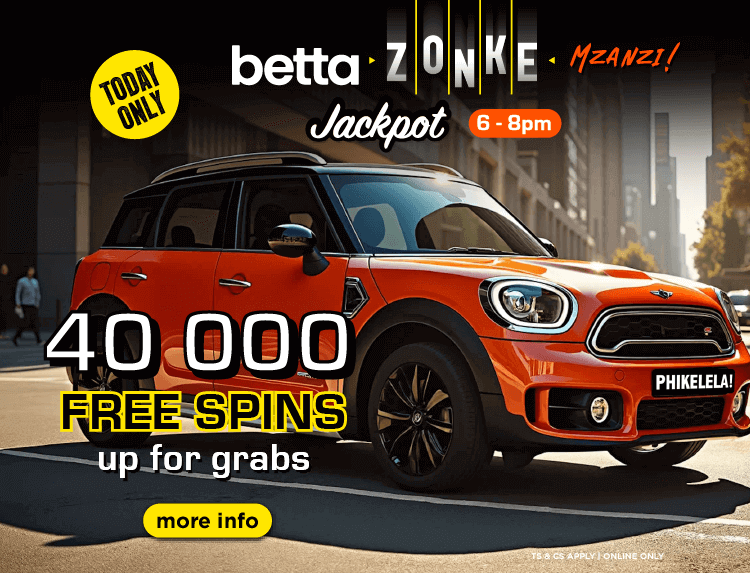 betta ZONKE MZANZI!
TODAY
ONLY
Jackpot 6 - 8pm
40 000
FREE SPINS
up for grabs
PHIKELELA!
more info
TS & CS APPLY | ONLINE ONLY